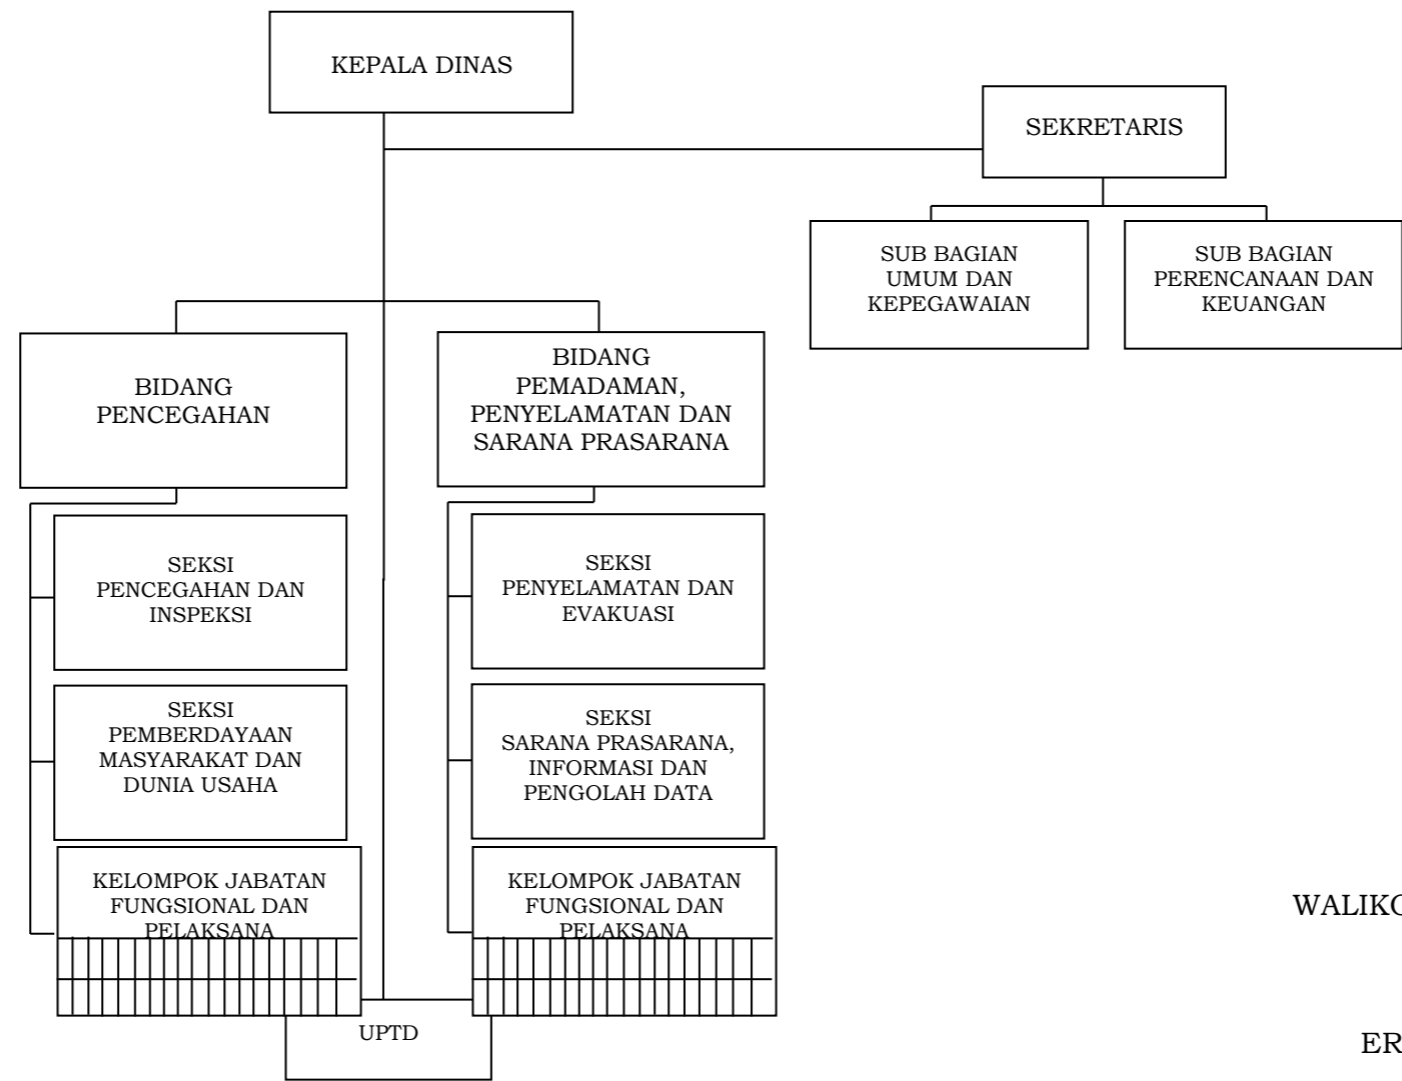 KEPALA DINAS
SEKRETARIS
SUB BAGIAN
UMUM DAN
KEPEGAWAIAN
SUB BAGIAN
PERENCANAAN DAN
KEUANGAN
BIDANG
PENCEGAHAN
BIDANG
PEMADAMAN,
PENYELAMATAN DAN
SARANA PRASARANA
SEKSI
PENCEGAHAN DAN
INSPEKSI
SEKSI
PENYELAMATAN DAN
EVAKUASI
SEKSI
PEMBERDAYAAN
MASYARAKAT DAN
DUNIA USAHA
SEKSI
SARANA PRASARANA,
INFORMASI DAN
PENGOLAH DATA
KELOMPOK JABATAN
FUNGSIONAL DAN
PELAKSANA
KELOMPOK JABATAN
FUNGSIONAL DAN
PELAKSANA
UPTD